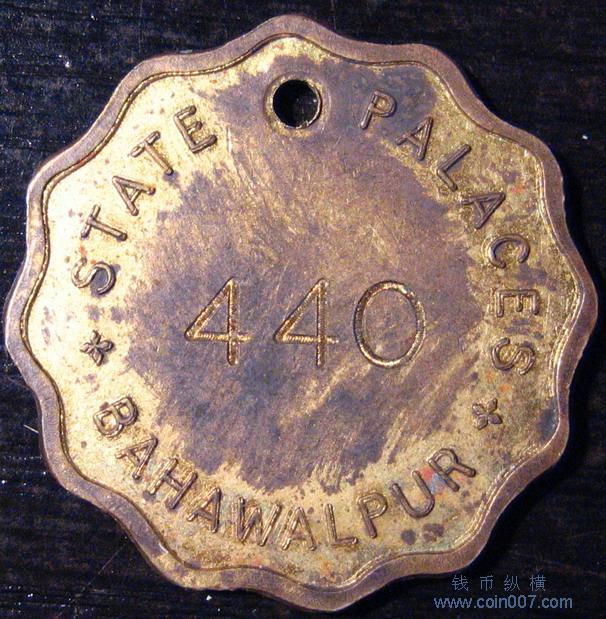 STATE PALACES
440
BAHAWALPUR
钱币纵横
www.coin007.com